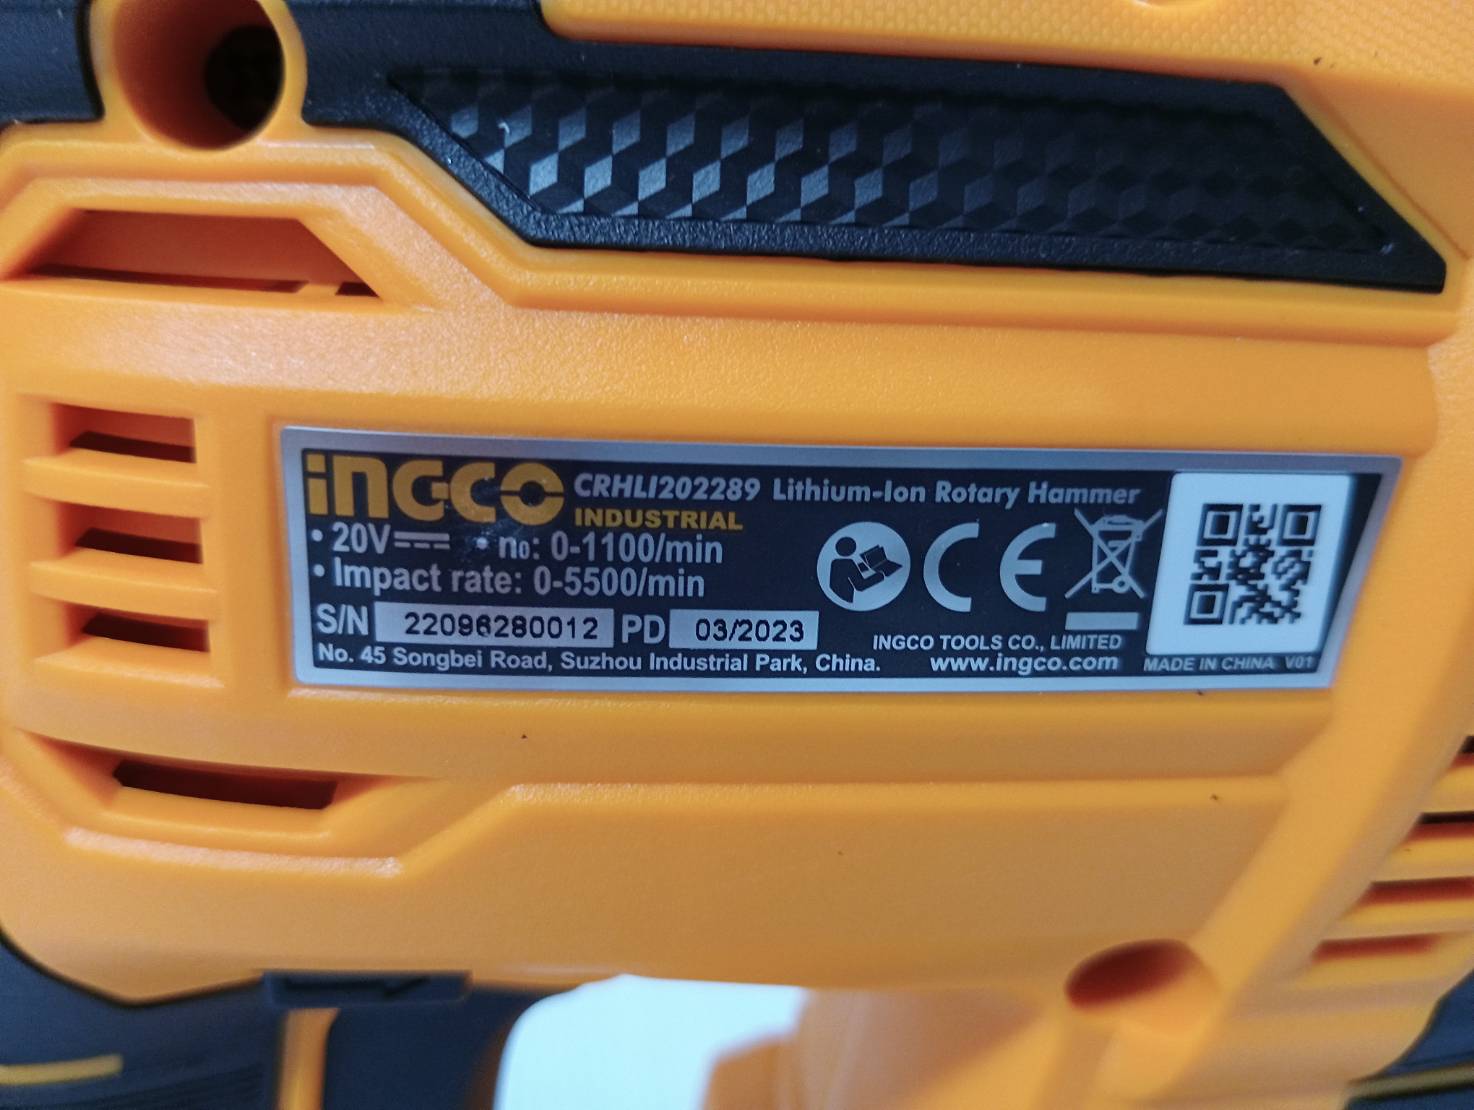 INGCO CRHLI202289 Lithium-Ion Rotary Hammer
INDUSTRIAL
• 20V⎓ • n₀: 0-1100/min
• Impact rate: 0-5500/min
S/N 22096280012 PD 03/2023
No. 45 Songbei Road, Suzhou Industrial Park, China.
CE
INGCO TOOLS CO., LIMITED
www.ingco.com
MADE IN CHINA V01